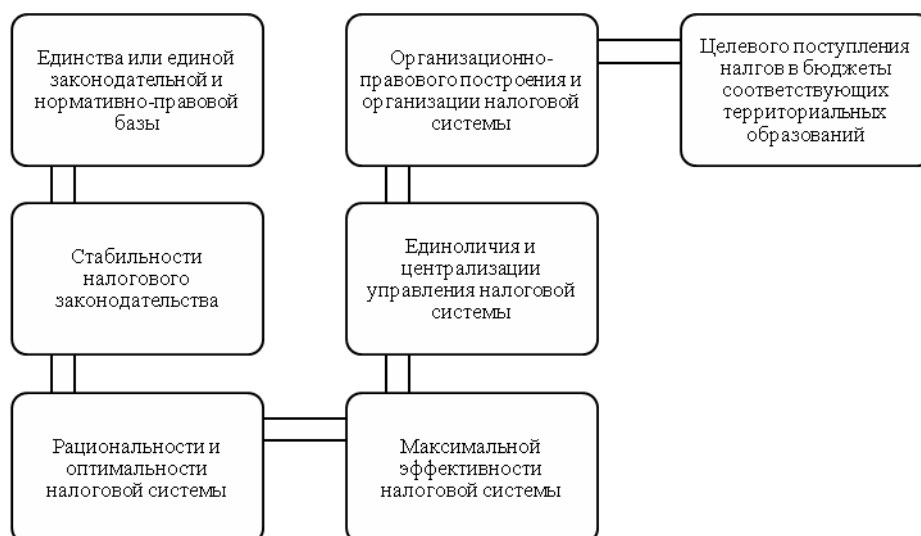 Единства или единой
законодательной и
нормативно-правовой
базы
Стабильности
налогового
законодательства
Рациональности и
оптимальности
налоговой системы
Максимальной
эффективности
налоговой системы
Единоличия и
централизации
управления налоговой
системы
Организационно-
правового построения и
организации налоговой
системы
Целевого поступления
налгов в бюджеты
соответствующих
территориальных
образований